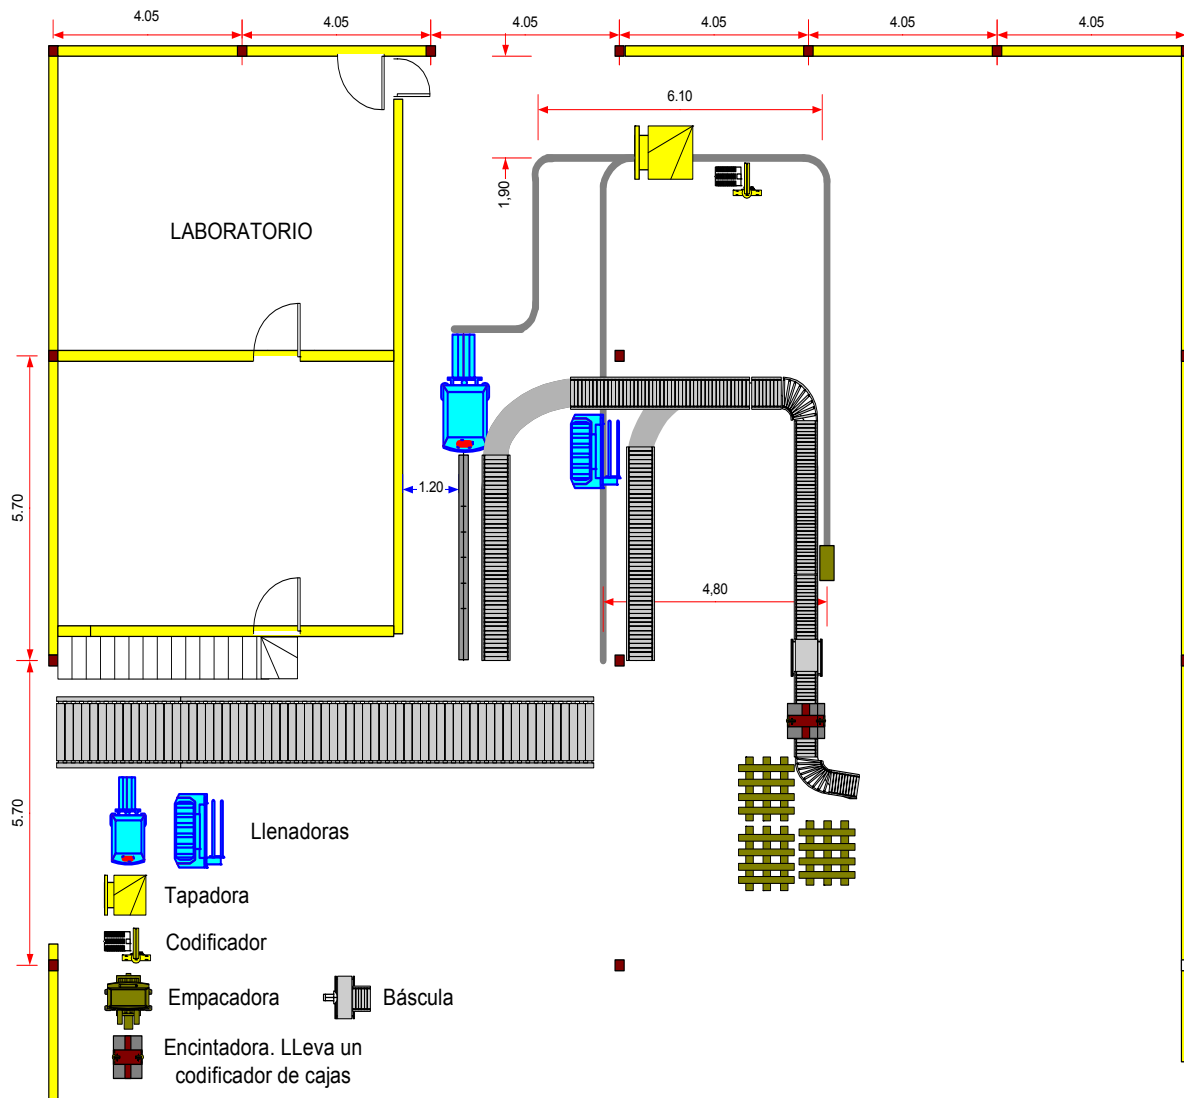 4.05
4.05
4.05
4.05
4.05
4.05
6.10
1,90
LABORATORIO
1.20
5.70
4,80
5.70
Llenadoras
Tapadora
Codificador
Empacadora
Báscula
Encintadora. LLeva un
codificador de cajas